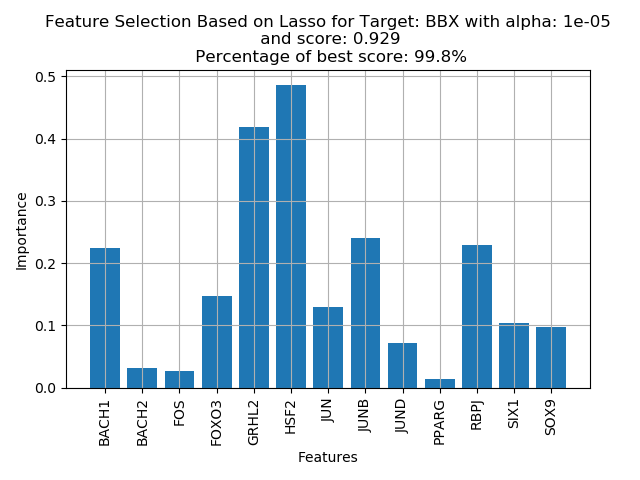 Feature Selection Based on Lasso for Target: BBX with alpha: 1e-05
and score: 0.929
Percentage of best score: 99.8%
0.5
0.4
0.3
0.2
0.1
0.0
Importance
BACH1
BACH2
FOS
FOXO3
GRHL2
HSF2
JUN
JUNB
JUND
PPARG
RBPJ
SIX1
SOX9
Features